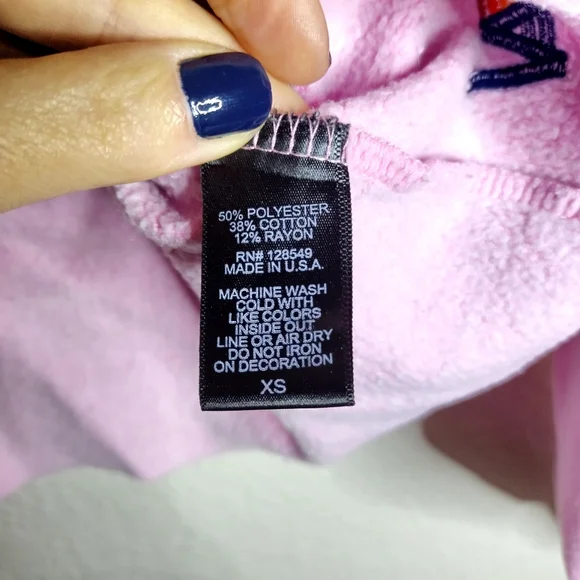 50% POLYESTER
38% COTTON
12% RAYON
RN# 128549
MADE IN U.S.A.
MACHINE WASH
COLD WITH
LIKE COLORS
INSIDE OUT
LINE OR AIR DRY
DO NOT IRON
ON DECORATION
XS